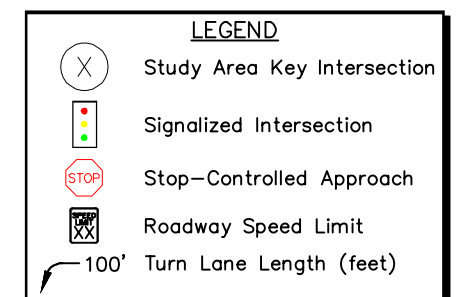 LEGEND
X Study Area Key Intersection
Signalized Intersection
STOP Stop-Controlled Approach
SPEED
LIMIT
XX Roadway Speed Limit
100' Turn Lane Length (feet)